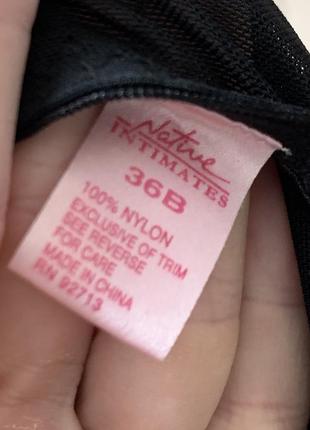 Native
INTIMATES
36B
100% NYLON
EXCLUSIVE OF TRIM
SEE REVERSE
FOR CARE
MADE IN CHINA
RN 92713